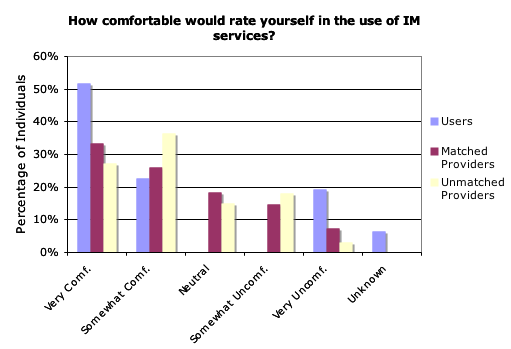 How comfortable would rate yourself in the use of IM
services?
Percentage of Individuals
60%
50%
40%
30%
20%
10%
0%
Very Comf.
Somewhat Comf.
Neutral
Somewhat Uncomf.
Very Uncomf.
Unknown
Users
Matched
Providers
Unmatched
Providers